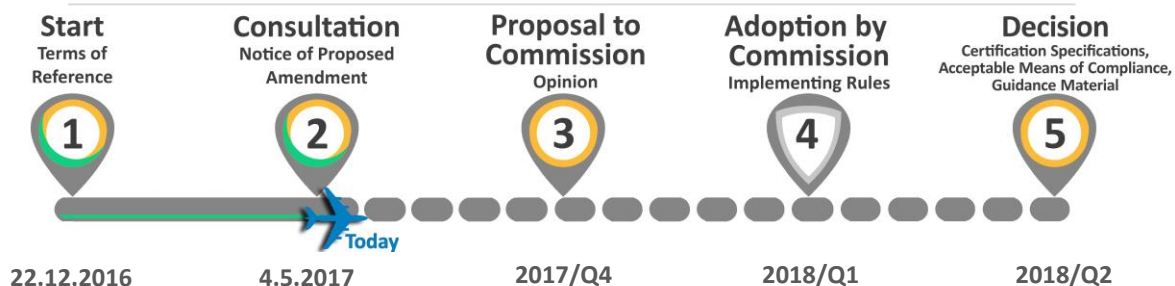 Start
Terms of
Reference
Consultation
Notice of Proposed
Amendment
Proposal to
Commission
Opinion
Adoption by
Commission
Implementing Rules
Decision
Certification Specifications,
Acceptable Means of Compliance,
Guidance Material
1
2
3
4
5
Today
22.12.2016
4.5.2017
2017/Q4
2018/Q1
2018/Q2